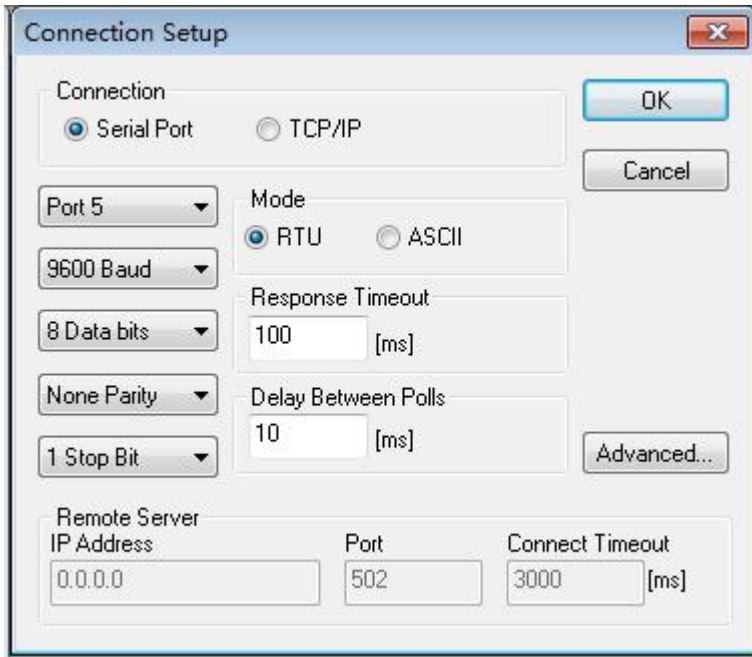 Connection Setup
Connection
Serial Port TCP/IP
OK
Cancel
Port 5
9600 Baud
8 Data bits
None Parity
1 Stop Bit
Mode
RTU ASCII
Response Timeout
100 [ms]
Delay Between Polls
10 [ms]
Advanced...
Remote Server
IP Address Port Connect Timeout
0.0.0.0 502 3000 [ms]